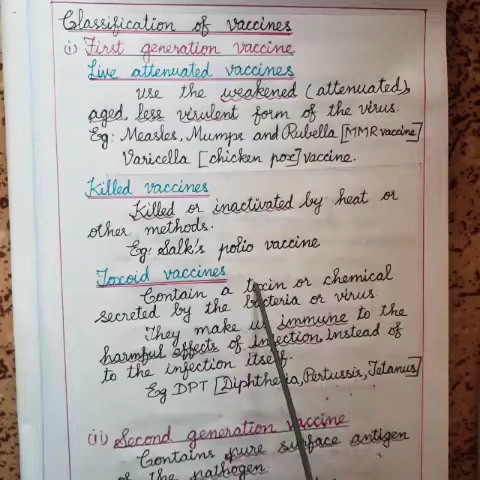 Classification of vaccines
(i) First generation vaccine
Live attenuated vaccines
use the weakened (attenuated),
aged less virulent form of the virus.
Eg: Measles, Mumps and Rubella [MMR vaccine]
Varicella [chicken pox] vaccine.
Killed vaccines
Killed or inactivated by heat or
other methods.
Eg: Salk's polio vaccine
Toxoid vaccines
Contain a toxin or chemical
secreted by the bacteria or virus.
They make us immune to the
harmful effects of infection instead of
to the infection itself.
Eg DPT [Diphtheria, Pertussis, Tetanus]
(ii) Second generation vaccine
Contains pure surface antigen
of the pathogen.